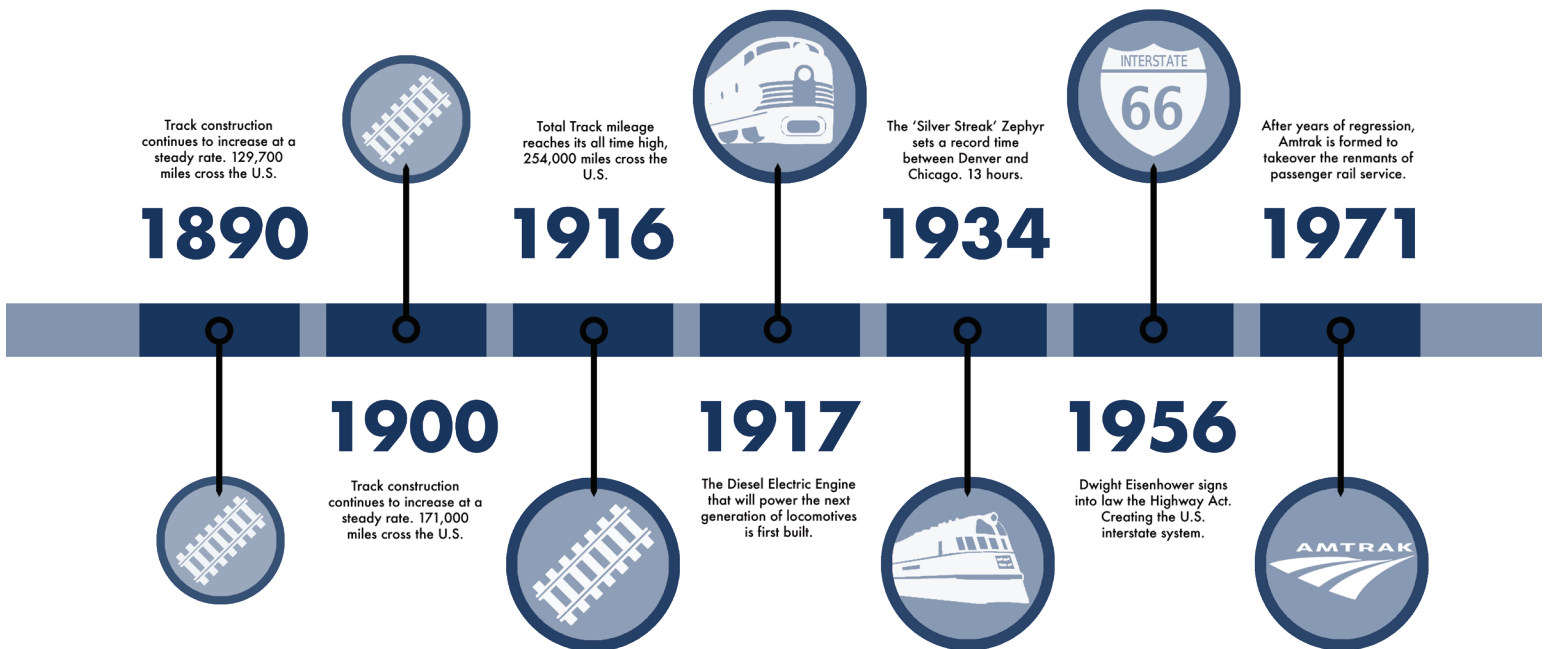 Track construction
continues to increase at a
steady rate. 129,700
miles cross the U.S.
1890
1900
Track construction
continues to increase at a
steady rate. 171,000
miles cross the U.S.
Total Track mileage
reaches its all time high,
254,000 miles cross the
U.S.
1916
1917
The Diesel Electric Engine
that will power the next
generation of locomotives
is first built.
The ‘Silver Streak’ Zephyr
sets a record time
between Denver and
Chicago. 13 hours.
1934
INTERSTATE
66
1956
Dwight Eisenhower signs
into law the Highway Act.
Creating the U.S.
interstate system.
After years of regression,
Amtrak is formed to
takeover the renmants of
passenger rail service.
1971
AMTRAK